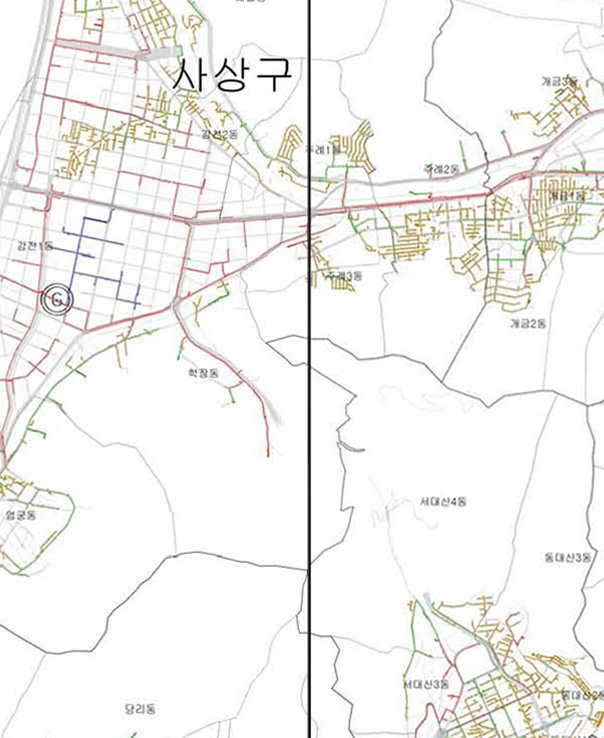 사상구
개금3동
감전2동
주례1동
주례2동
개금1동
감전1동
주례3동
G
개금2동
학장동
서대신4동
엄궁동
동대신3동
서대신3동
당리동